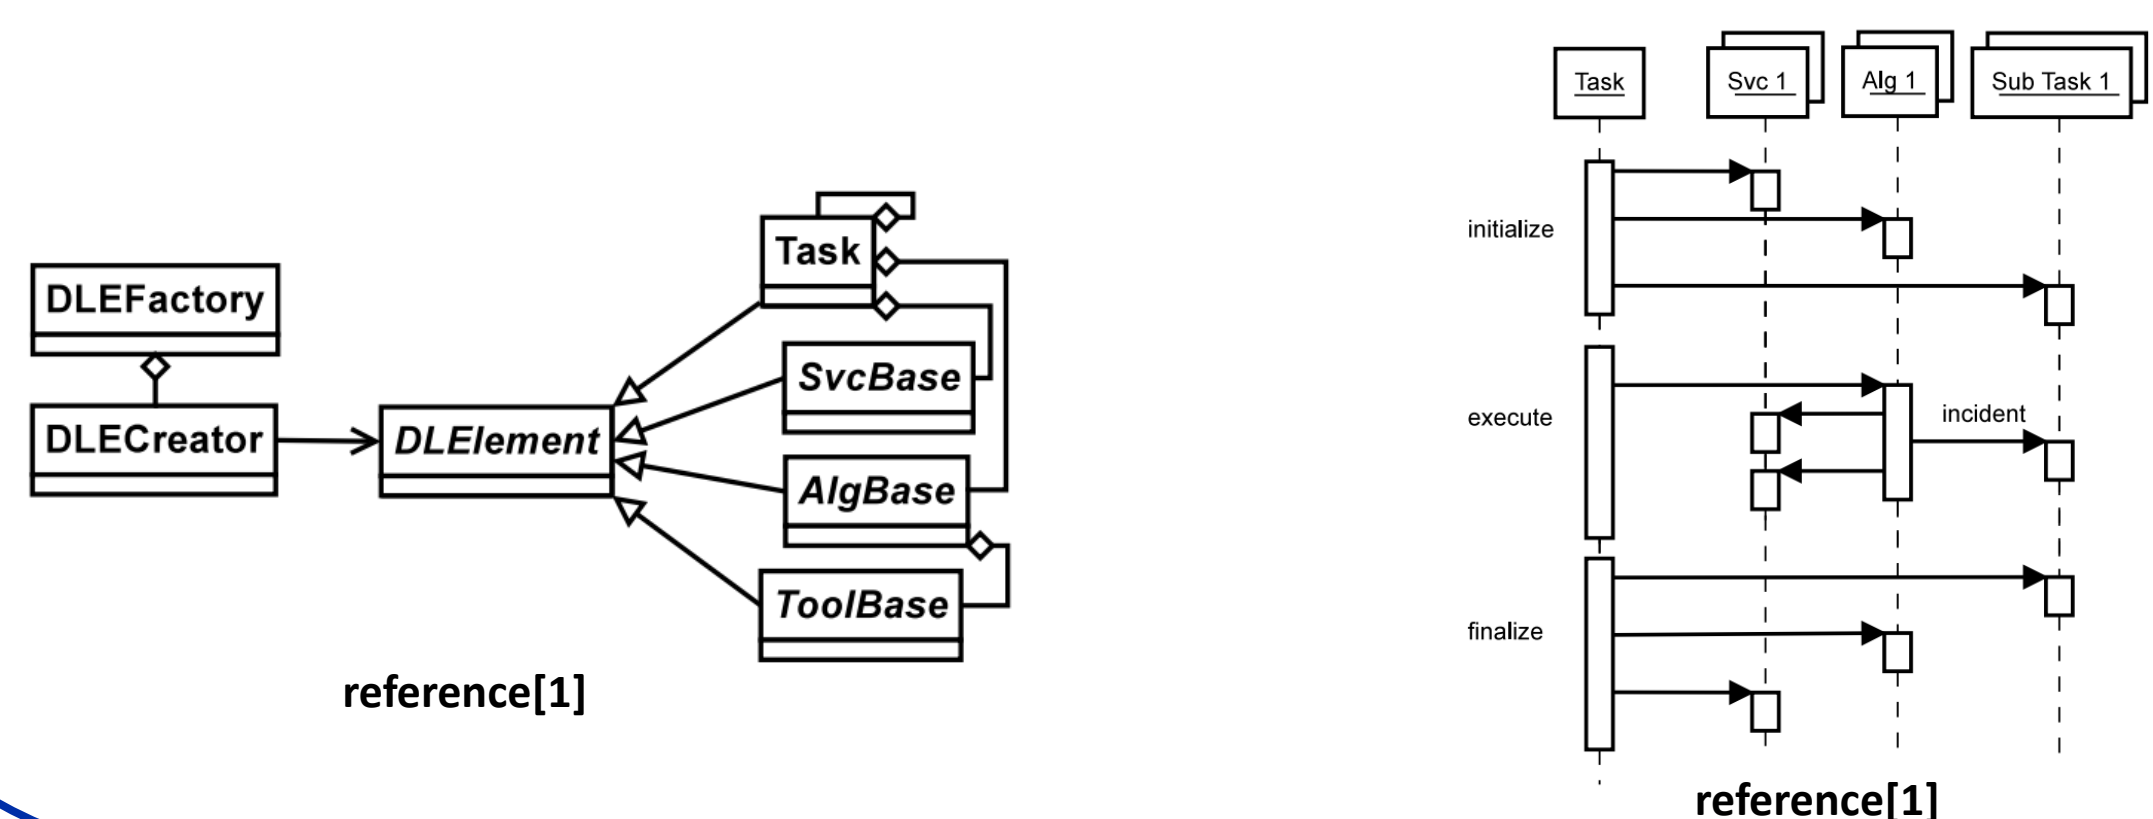 DLEFactory
DLECreator
DLElement
Task
SvcBase
AlgBase
ToolBase
reference[1]
Task
Svc 1
Alg 1
Sub Task 1
initialize
execute
incident
finalize
reference[1]